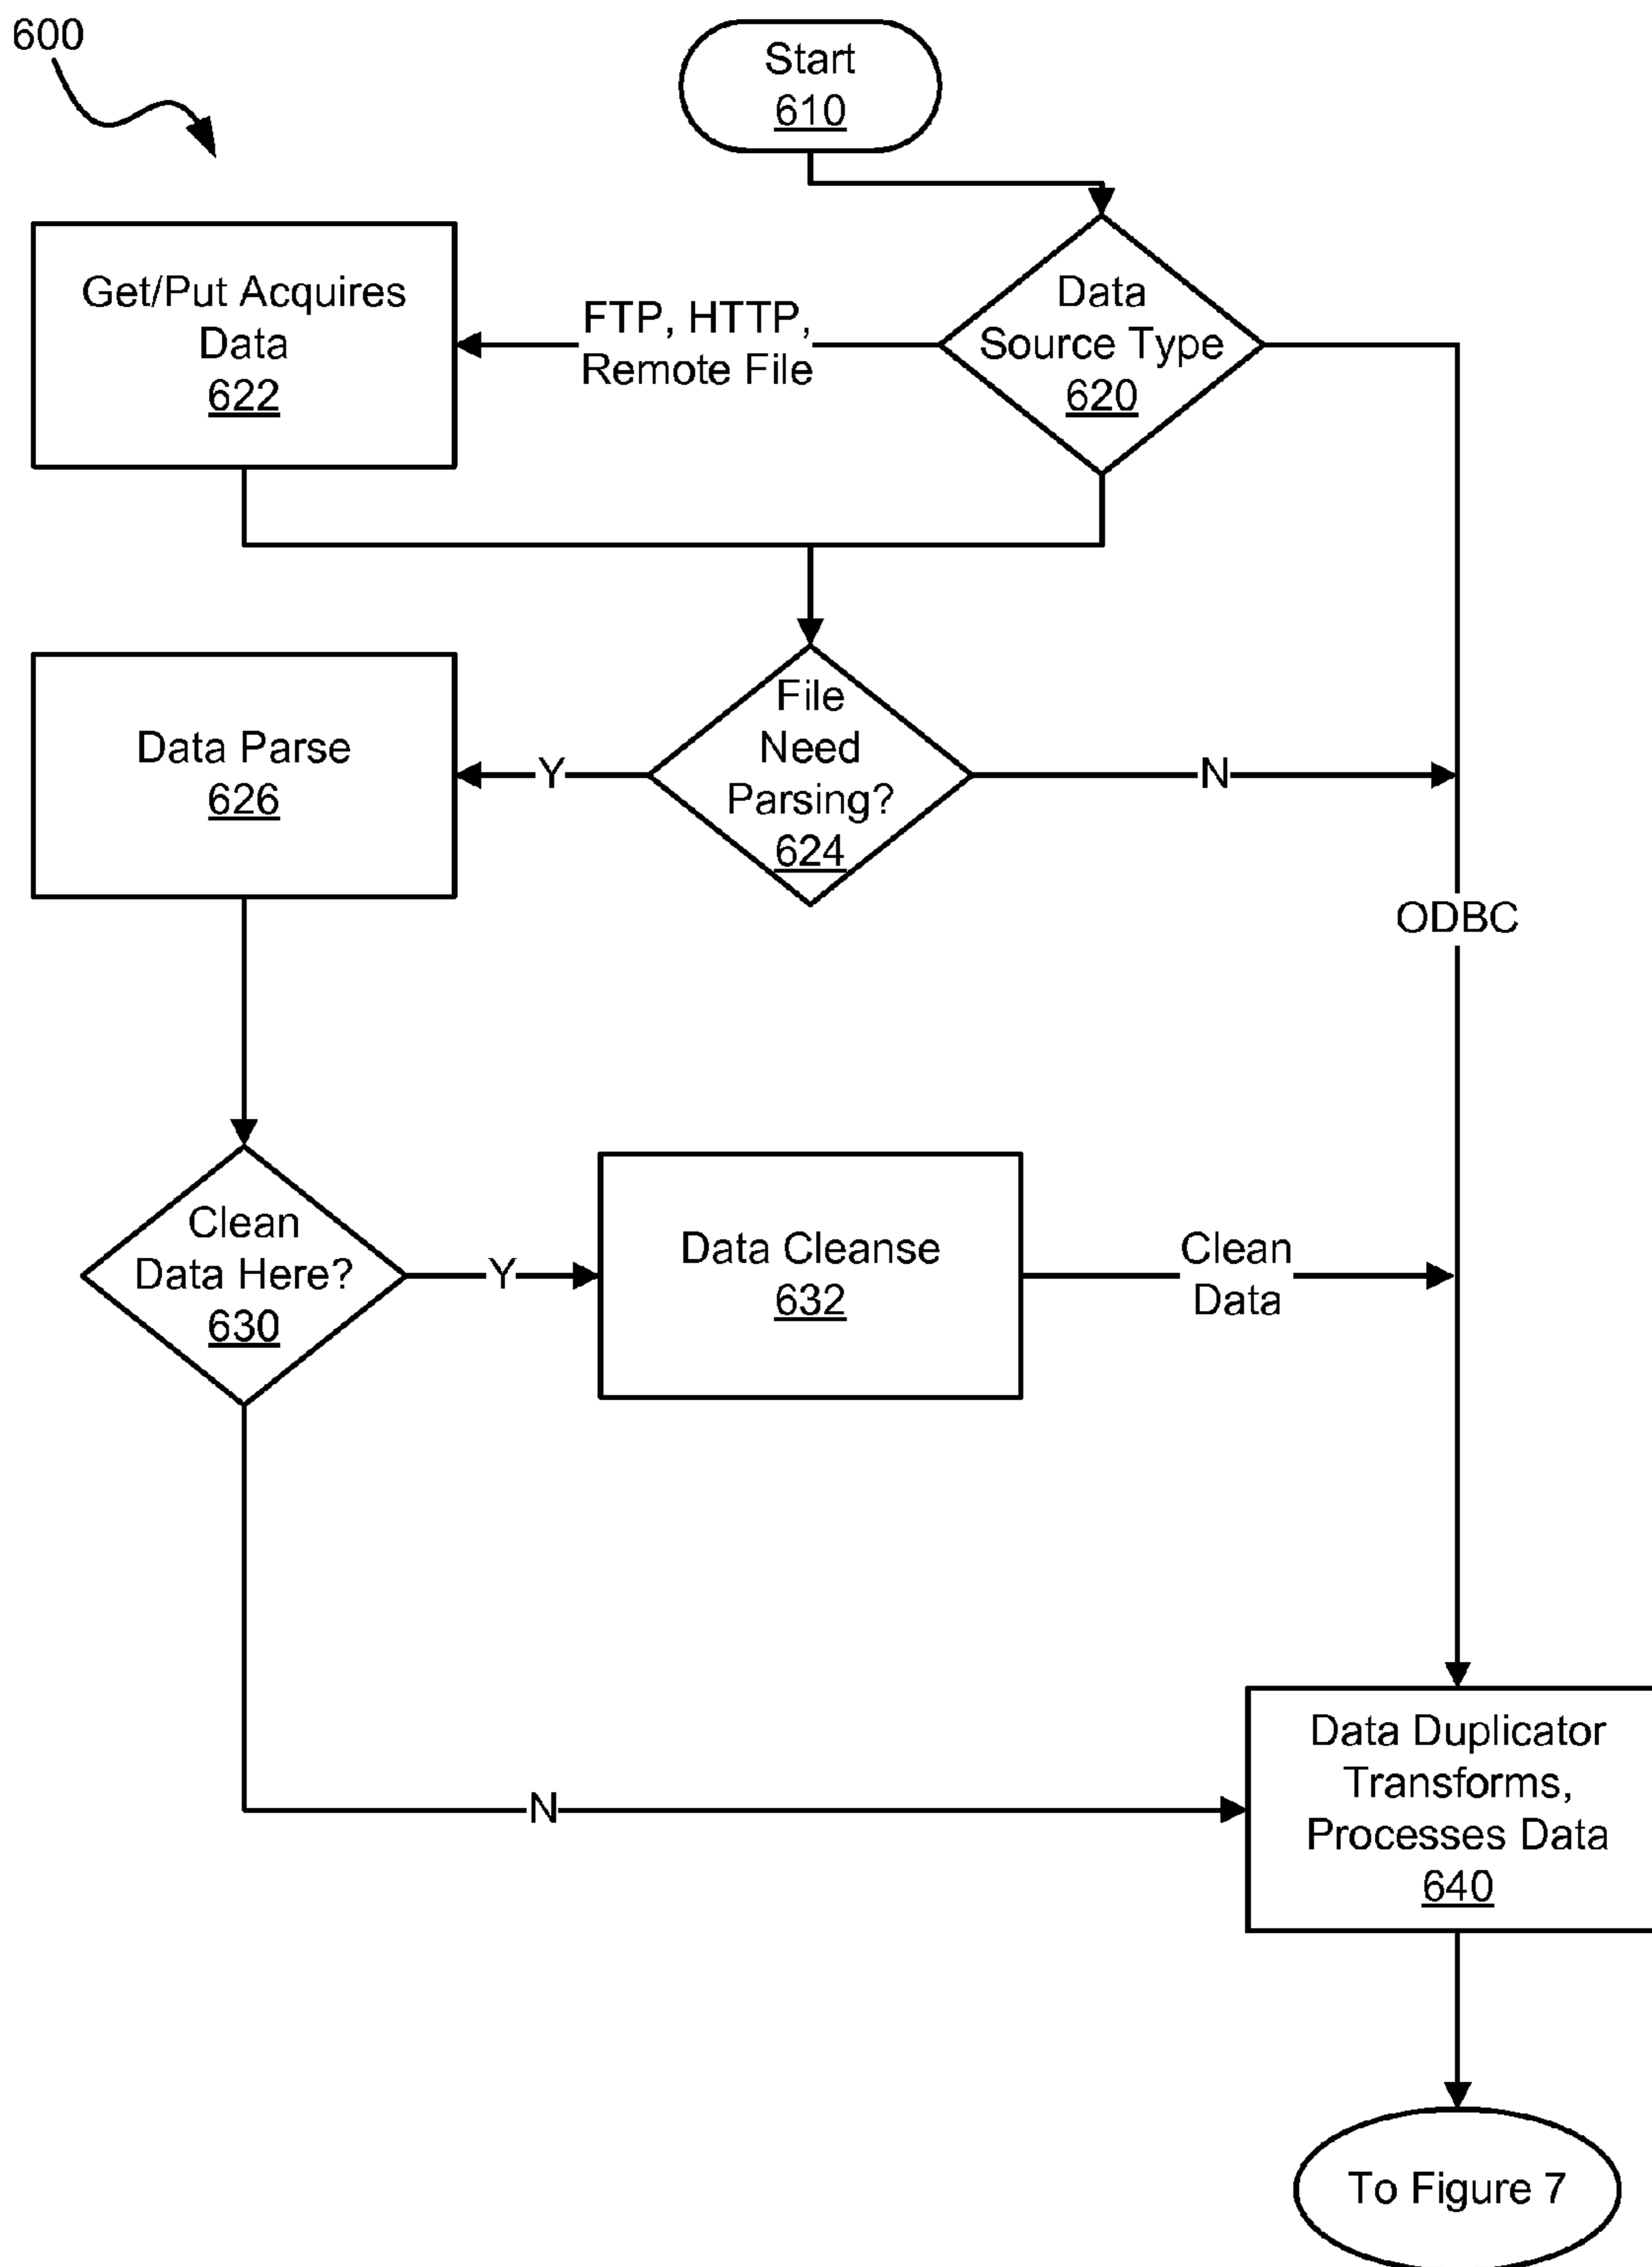 600
Start
610
Get/Put Acquires
Data
622
FTP, HTTP,
Remote File
Data
Source Type
620
Data Parse
626
Y
File
Need
Parsing?
624
N
ODBC
Clean
Data Here?
630
Y
Data Cleanse
632
Clean
Data
N
Data Duplicator
Transforms,
Processes Data
640
To Figure 7